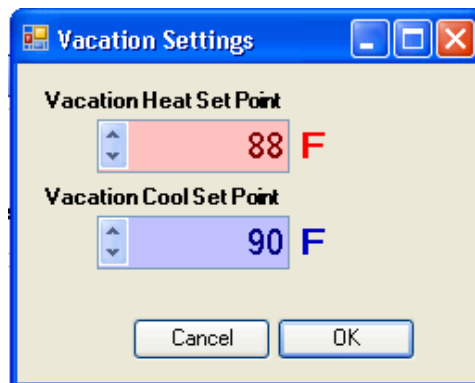 Vacation Settings
Vacation Heat Set Point
88 F
Vacation Cool Set Point
90 F
Cancel OK